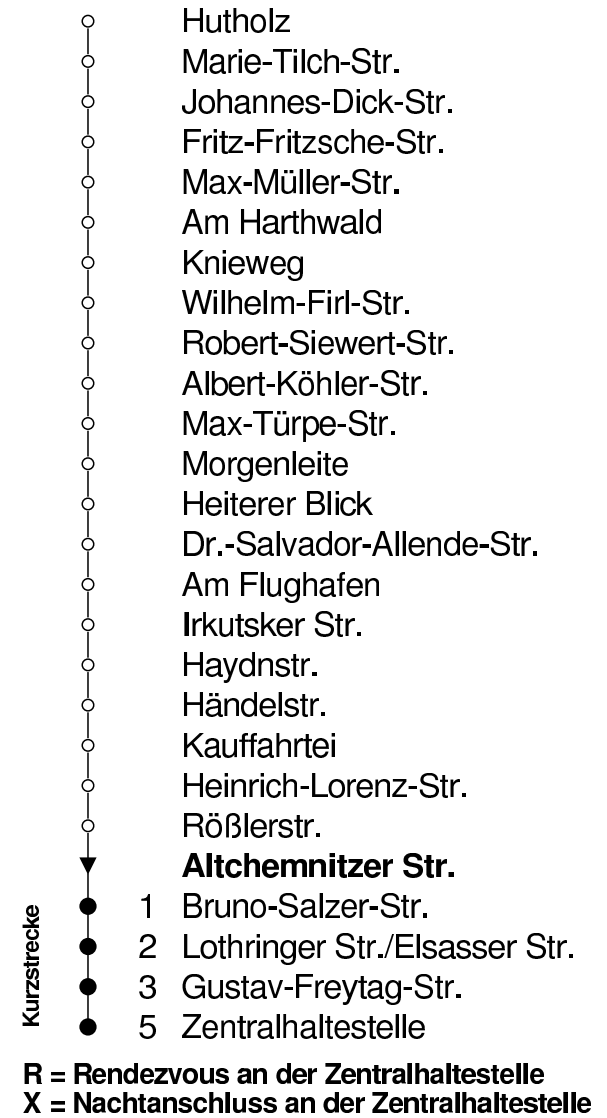 Hutholz
Marie-Tilch-Str.
Johannes-Dick-Str.
Fritz-Fritzsche-Str.
Max-Müller-Str.
Am Harthwald
Knieweg
Wilhelm-Firl-Str.
Robert-Siewert-Str.
Albert-Köhler-Str.
Max-Türpe-Str.
Morgenleite
Heiterer Blick
Dr.-Salvador-Allende-Str.
Am Flughafen
Irkutsker Str.
Haydnstr.
Händelstr.
Kauffahrtei
Heinrich-Lorenz-Str.
Rößlerstr.
Altchemnitzer Str.
Kurzstrecke
1 Bruno-Salzer-Str.
2 Lothringer Str./Elsasser Str.
3 Gustav-Freytag-Str.
5 Zentralhaltestelle
R = Rendezvous an der Zentralhaltestelle
X = Nachtanschluss an der Zentralhaltestelle